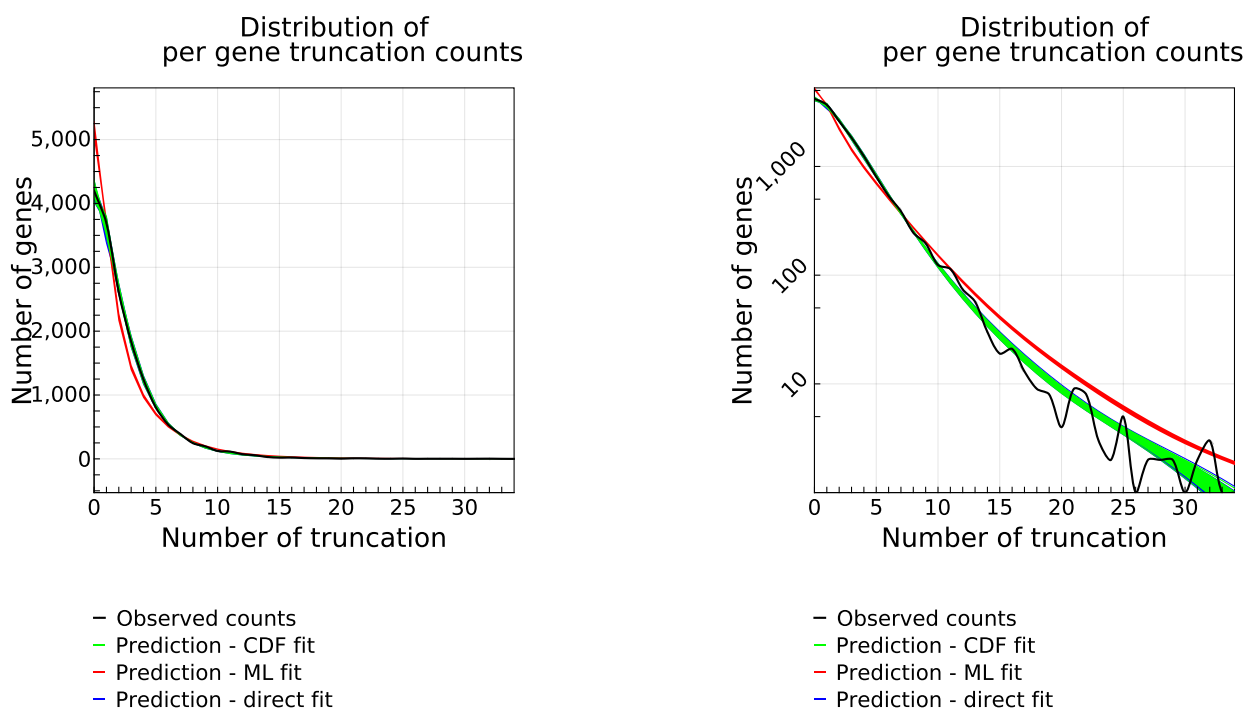 Distribution of
per gene truncation counts
Number of genes
5,000
4,000
3,000
2,000
1,000
0
0 5 10 15 20 25 30
Number of truncation
Observed counts
Prediction - CDF fit
Prediction - ML fit
Prediction - direct fit
Distribution of
per gene truncation counts
Number of genes
1,000
100
10
0 5 10 15 20 25 30
Number of truncation
Observed counts
Prediction - CDF fit
Prediction - ML fit
Prediction - direct fit